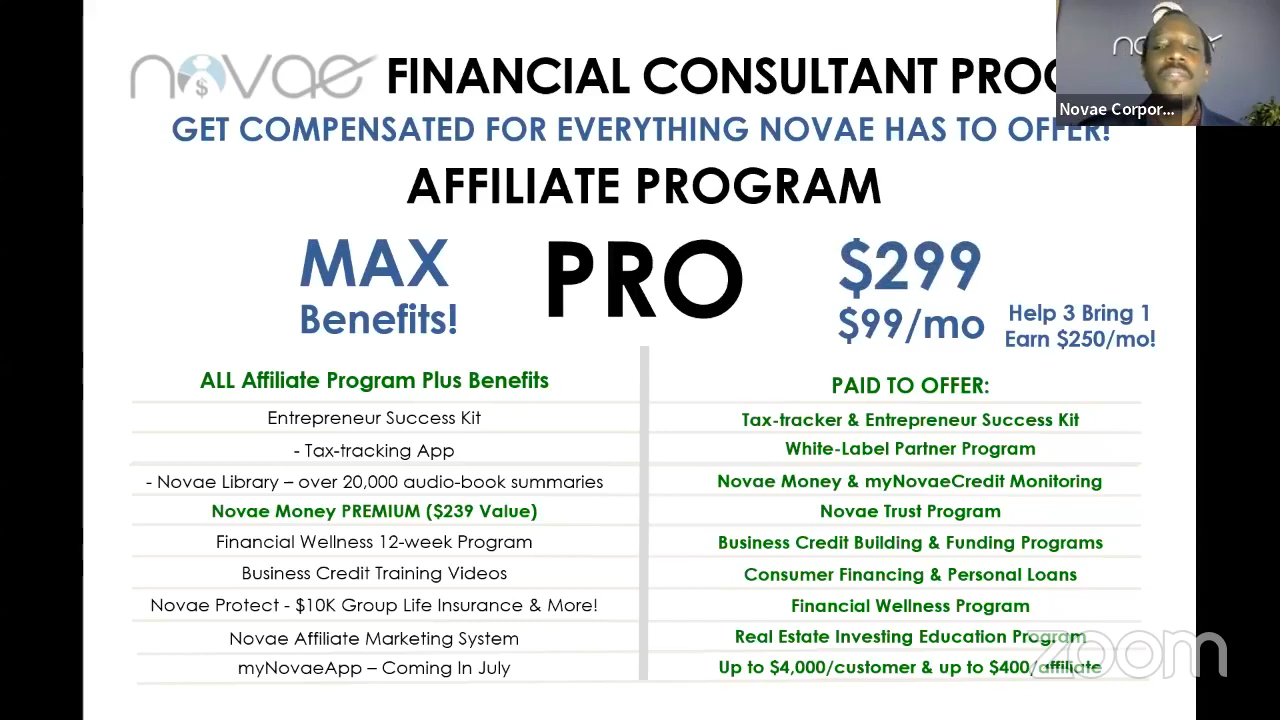 novae FINANCIAL CONSULTANT
Novae Corpor...
GET COMPENSATED FOR EVERYTHING NOVAE HAS TO OFFER!
AFFILIATE PROGRAM
MAX
Benefits!
PRO
$299
$99/mo
Help 3 Bring 1
Earn $250/mo!
ALL Affiliate Program Plus Benefits
Entrepreneur Success Kit
- Tax-tracking App
- Novae Library – over 20,000 audio-book summaries
Novae Money PREMIUM ($239 Value)
Financial Wellness 12-week Program
Business Credit Training Videos
Novae Protect - $10K Group Life Insurance & More!
Novae Affiliate Marketing System
myNovaeApp – Coming In July
PAID TO OFFER:
Tax-tracker & Entrepreneur Success Kit
White-Label Partner Program
Novae Money & myNovaeCredit Monitoring
Novae Trust Program
Business Credit Building & Funding Programs
Consumer Financing & Personal Loans
Financial Wellness Program
Real Estate Investing Education Program
Up to $4,000/customer & up to $400/affiliate
zoom